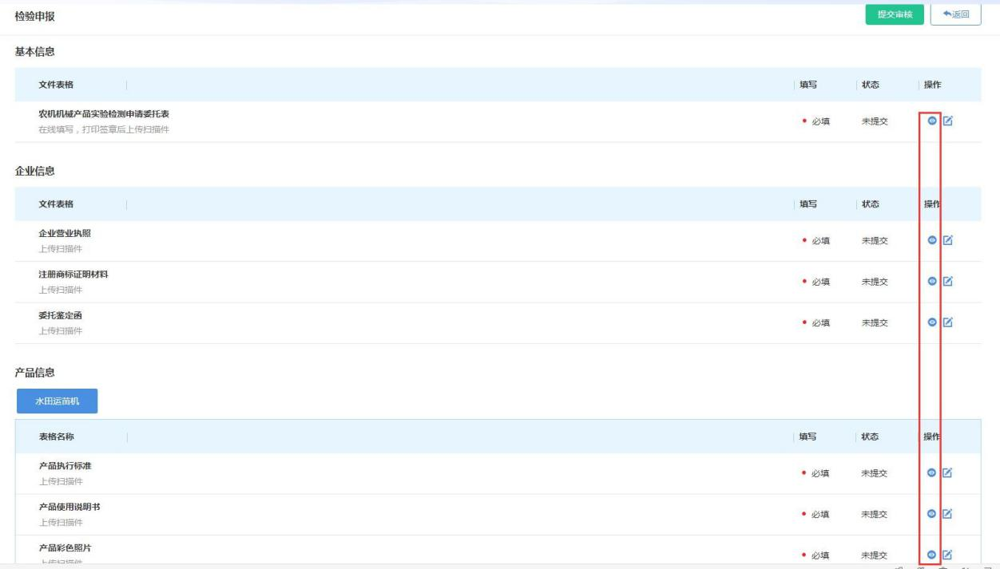 检验申报
提交审核
返回
基本信息
文件表格 填写 状态 操作
农机机械产品实验检测申请委托表
在线填写，打印签章后上传扫描件
必填 未提交
企业信息
文件表格 填写 状态 操作
企业营业执照
上传扫描件
必填 未提交
注册商标证明材料
上传扫描件
必填 未提交
委托鉴定函
上传扫描件
必填 未提交
产品信息
水田运苗机
表格名称 填写 状态 操作
产品执行标准
上传扫描件
必填 未提交
产品使用说明书
上传扫描件
必填 未提交
产品彩色照片
上传扫描件
必填 未提交